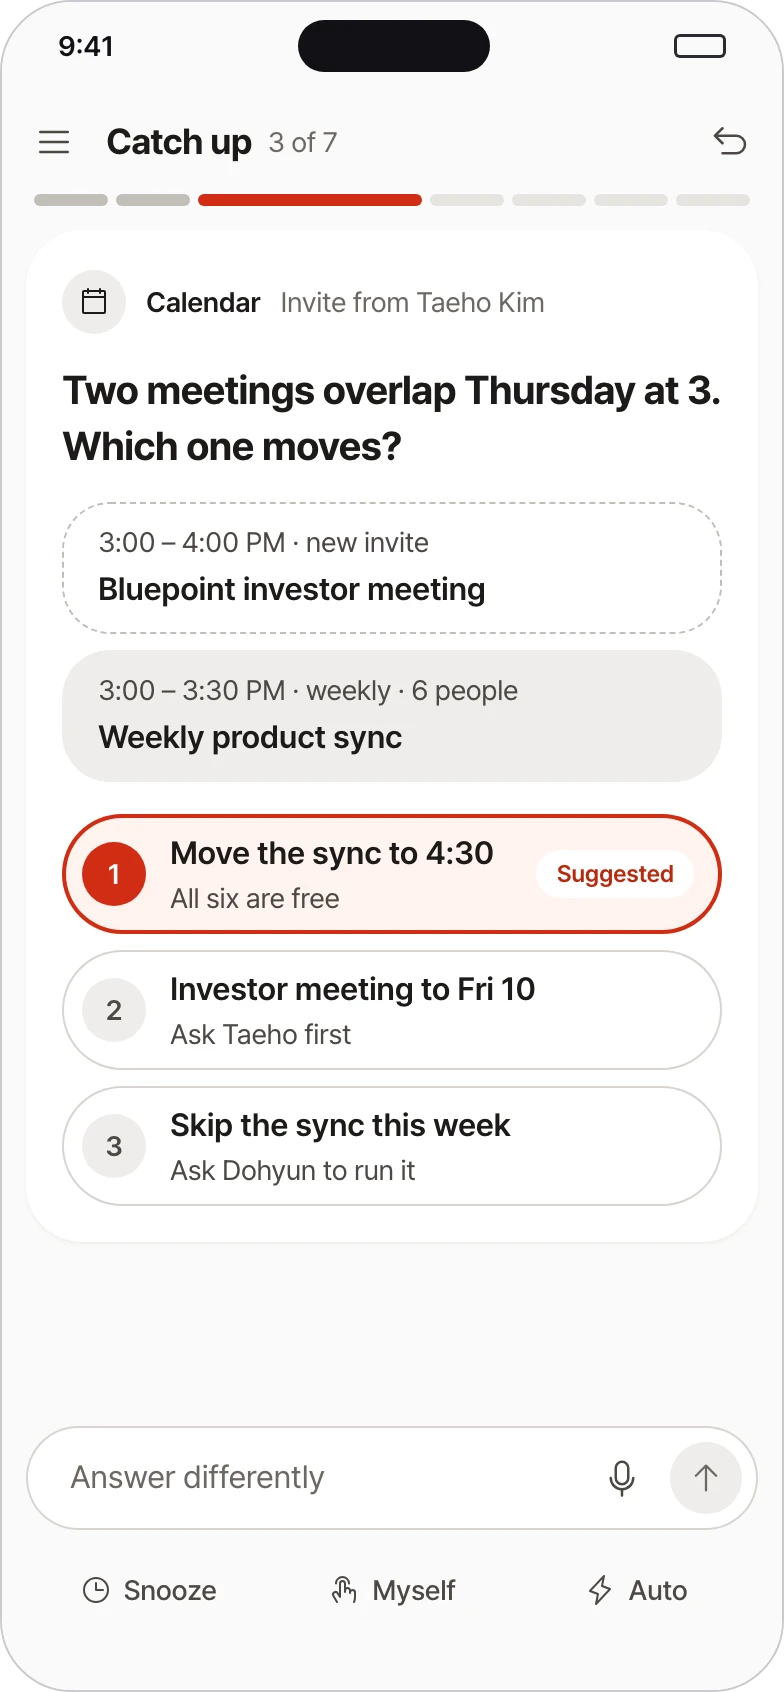 9:41
Catch up 3 of 7
Calendar Invite from Taeho Kim
Two meetings overlap Thursday at 3.
Which one moves?
3:00 – 4:00 PM · new invite
Bluepoint investor meeting
3:00 – 3:30 PM · weekly · 6 people
Weekly product sync
1 Move the sync to 4:30 Suggested
All six are free
2 Investor meeting to Fri 10
Ask Taeho first
3 Skip the sync this week
Ask Dohyun to run it
Answer differently
Snooze Myself Auto